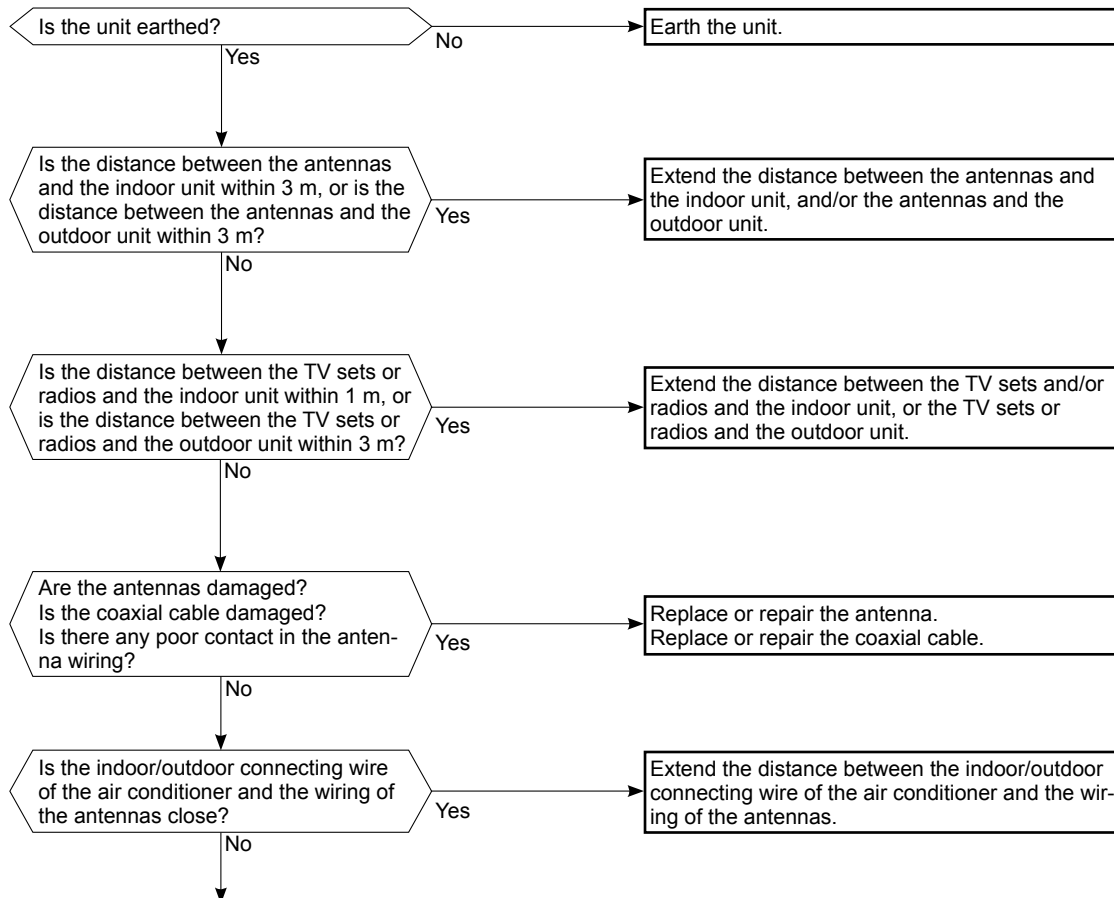 Is the unit earthed?
No
Earth the unit.
Yes
Is the distance between the antennas
and the indoor unit within 3 m, or is the
distance between the antennas and the
outdoor unit within 3 m?
Yes
Extend the distance between the antennas and
the indoor unit, and/or the antennas and the
outdoor unit.
No
Is the distance between the TV sets or
radios and the indoor unit within 1 m, or
is the distance between the TV sets or
radios and the outdoor unit within 3 m?
Yes
Extend the distance between the TV sets and/or
radios and the indoor unit, or the TV sets or
radios and the outdoor unit.
No
Are the antennas damaged?
Is the coaxial cable damaged?
Is there any poor contact in the anten-
na wiring?
Yes
Replace or repair the antenna.
Replace or repair the coaxial cable.
No
Is the indoor/outdoor connecting wire
of the air conditioner and the wiring of
the antennas close?
Yes
Extend the distance between the indoor/outdoor
connecting wire of the air conditioner and the wir-
ing of the antennas.
No